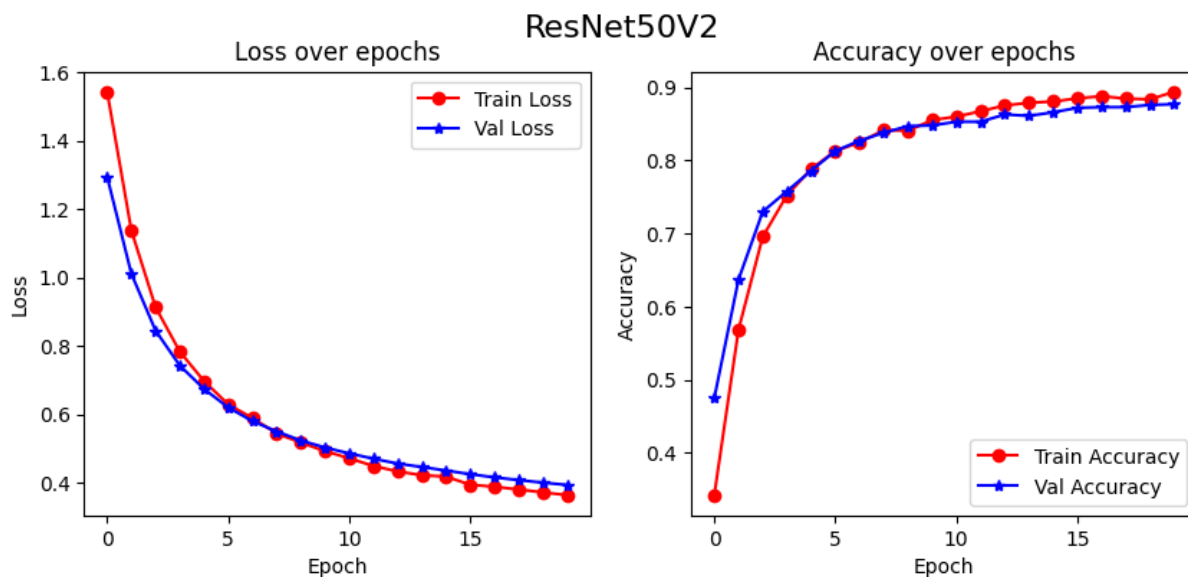 ResNet50V2
Loss over epochs
1.6
1.4
1.2
1.0
0.8
0.6
0.4
Loss
0 5 10 15
Epoch
Train Loss
Val Loss
Accuracy over epochs
0.9
0.8
0.7
0.6
0.5
0.4
Accuracy
0 5 10 15
Epoch
Train Accuracy
Val Accuracy